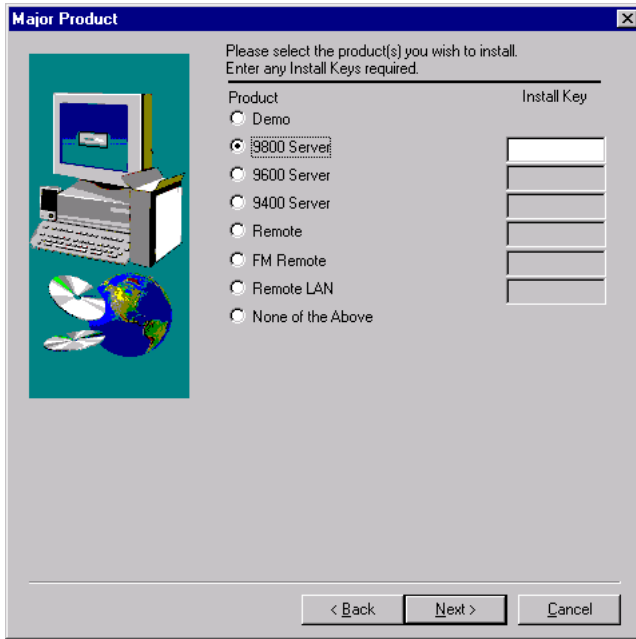 Major Product
Please select the product(s) you wish to install.
Enter any Install Keys required.
Product Install Key
Demo
9800 Server
9600 Server
9400 Server
Remote
FM Remote
Remote LAN
None of the Above
< Back Next > Cancel